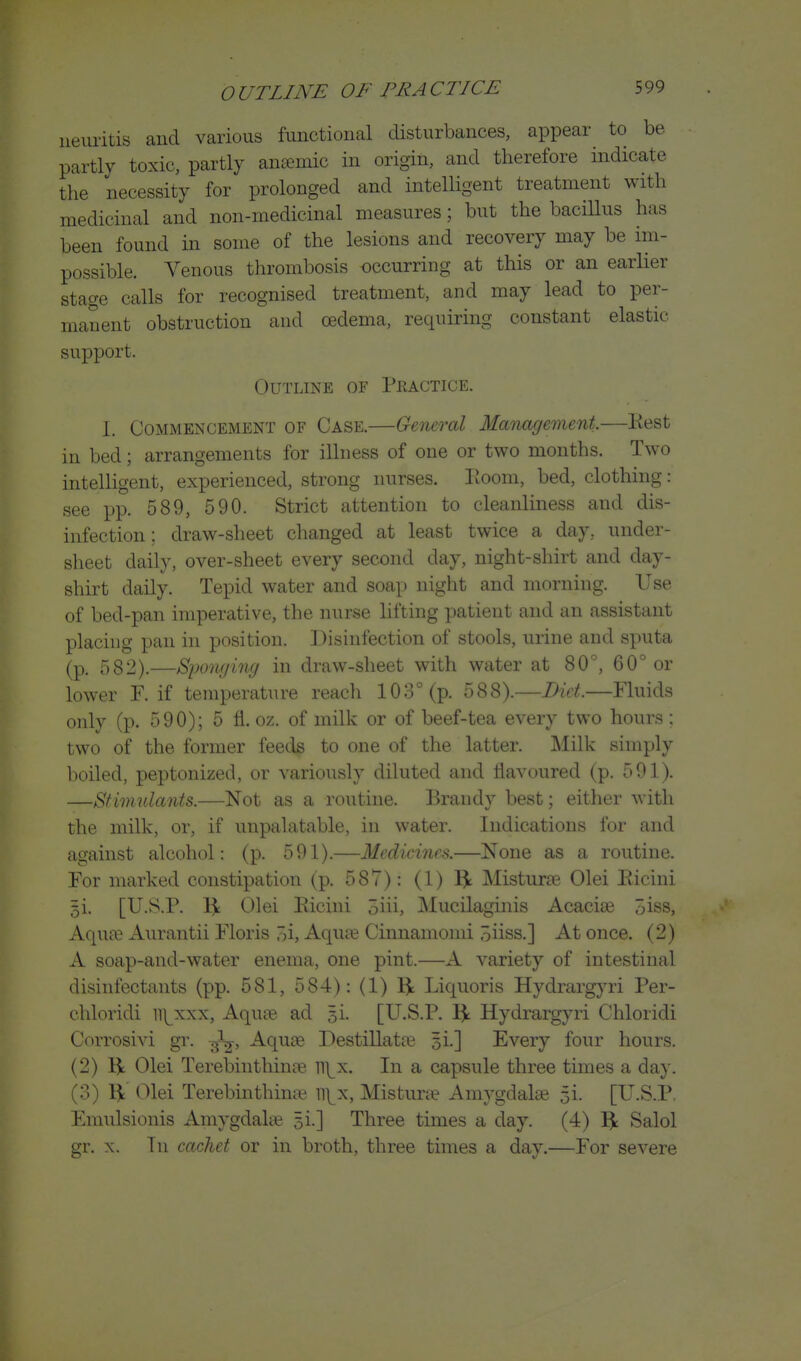 OUTLINE OF PRACTICE 599
neuritis and various functional disturbances, appear to be
partly toxic, partly anæmic in origin, and therefore indicate
the necessity for prolonged and intelligent treatment with
medicinal and non-medicinal measures; but the bacillus has
been found in some of the lesions and recovery may be im-
possible. Venous thrombosis occurring at this or an earlier
stage calls for recognised treatment, and may lead to per-
manent obstruction and œdema, requiring constant elastic
support.
OUTLINE OF PRACTICE.
I. COMMENCEMENT OF CASE.—General Management.—Rest
in bed; arrangements for illness of one or two months. Two
intelligent, experienced, strong nurses. Room, bed, clothing:
see pp. 589, 590. Strict attention to cleanliness and dis-
infection; draw-sheet changed at least twice a day, under-
sheet daily, over-sheet every second day, night-shirt and day-
shirt daily. Tepid water and soap night and morning. Use
of bed-pan imperative, the nurse lifting patient and an assistant
placing pan in position. Disinfection of stools, urine and sputa
(p. 582).—Sponging in draw-sheet with water at 80°, 60° or
lower F. if temperature reach 103° (p. 588).—Diet.—Fluids
only (p. 590); 5 fl. oz. of milk or of beef-tea every two hours;
two of the former feeds to one of the latter. Milk simply
boiled, peptonized, or variously diluted and flavoured (p. 591).
—Stimulants.—Not as a routine. Brandy best; either with
the milk, or, if unpalatable, in water. Indications for and
against alcohol: (p. 591).—Medicines.—None as a routine.
For marked constipation (p. 587): (1) ℞ Misturæ Olei Ricini
℥i. [U.S.P. ℞ Olei Ricini ʒiii, Mucilaginis Acaciæ ʒiss,
Aquæ Aurantii Floris ʒi, Aquæ Cinnamomi ʒiiss.] At once. (2)
A soap-and-water enema, one pint.—A variety of intestinal
disinfectants (pp. 581, 584): (1) ℞ Liquoris Hydrargyri Per-
chloridi ♏xxx, Aquæ ad ℥i. [U.S.P. ℞ Hydrargyri Chloridi
Corrosivi gr. 1/32, Aquæ Destillatæ ℥i.] Every four hours.
(2) ℞ Olei Terebinthinæ ♏x. In a capsule three times a day.
(3) ℞ Olei Terebinthinæ ♏x, Misturæ Amygdalæ ℥i. [U.S.P.
Emulsionis Amygdalæ ℥i.] Three times a day. (4) ℞ Salol
gr. x. In cachet or in broth, three times a day.—For severe